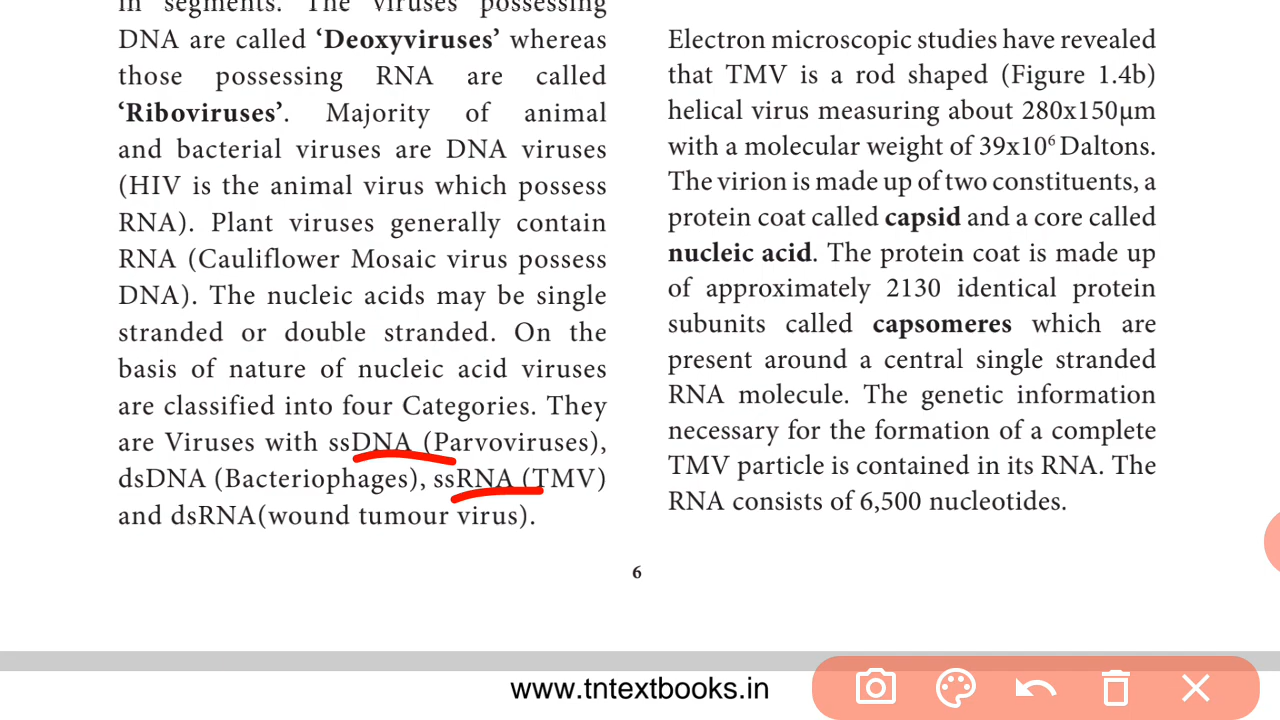 in segments. The viruses possessing
DNA are called ‘Deoxyviruses’ whereas
those possessing RNA are called
‘Riboviruses’. Majority of animal
and bacterial viruses are DNA viruses
(HIV is the animal virus which possess
RNA). Plant viruses generally contain
RNA (Cauliflower Mosaic virus possess
DNA). The nucleic acids may be single
stranded or double stranded. On the
basis of nature of nucleic acid viruses
are classified into four Categories. They
are Viruses with ssDNA (Parvoviruses),
dsDNA (Bacteriophages), ssRNA (TMV)
and dsRNA(wound tumour virus).
Electron microscopic studies have revealed
that TMV is a rod shaped (Figure 1.4b)
helical virus measuring about 280x150µm
with a molecular weight of 39x10⁶ Daltons.
The virion is made up of two constituents, a
protein coat called capsid and a core called
nucleic acid. The protein coat is made up
of approximately 2130 identical protein
subunits called capsomeres which are
present around a central single stranded
RNA molecule. The genetic information
necessary for the formation of a complete
TMV particle is contained in its RNA. The
RNA consists of 6,500 nucleotides.
6
www.tntextbooks.in